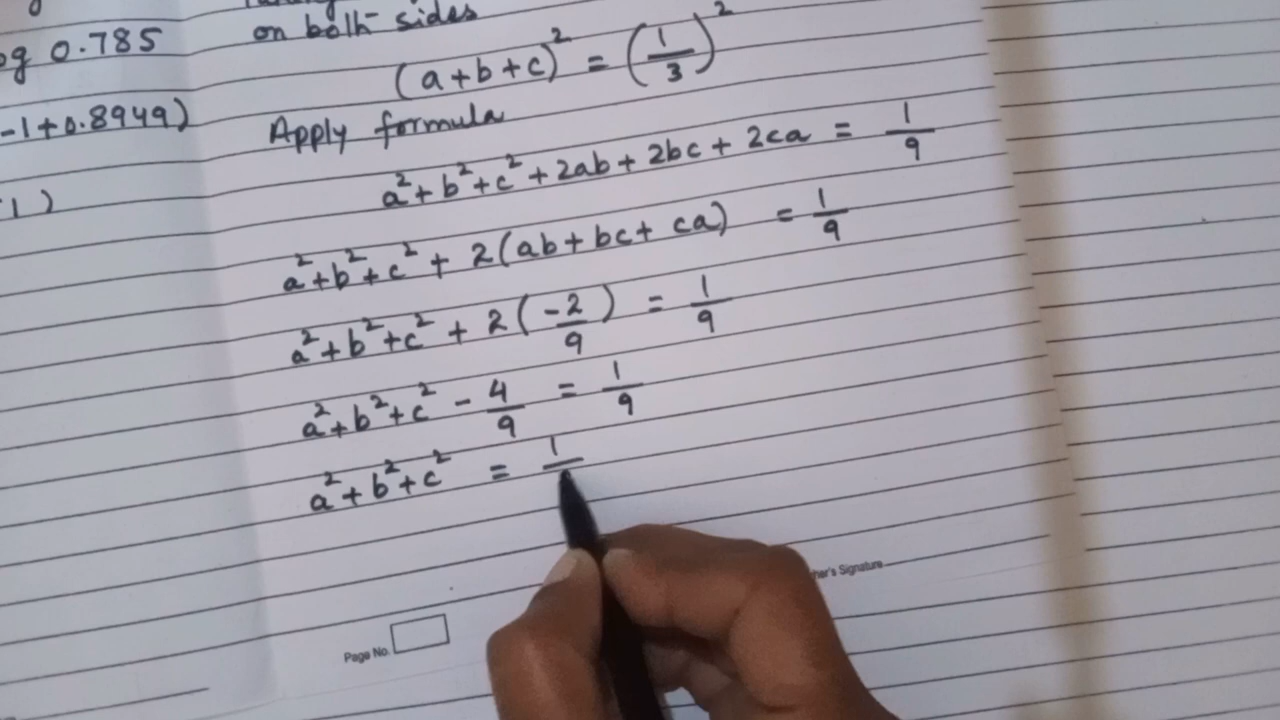 og 0.785
-1+0.8949)
1)
on both sides
(a+b+c)² = (1/3)²
Apply formula
a²+b²+c²+2ab+2bc+2ca = 1/9
a²+b²+c²+2(ab+bc+ca) = 1/9
a²+b²+c²+2(-2/9) = 1/9
a²+b²+c² - 4/9 = 1/9
a²+b²+c² = 1/
her's Signature
Page No.